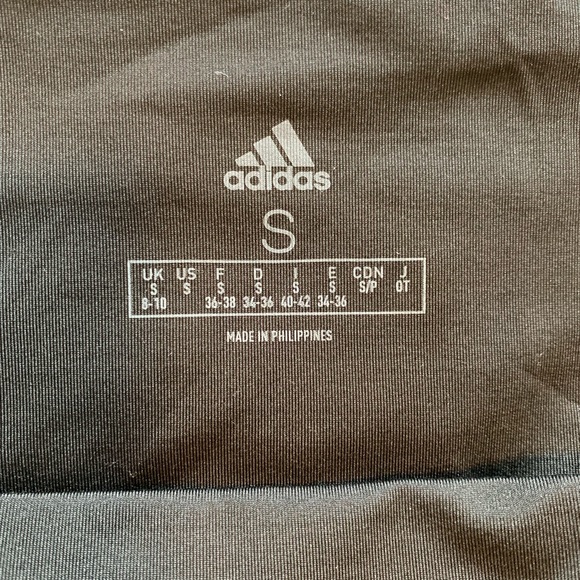 adidas
S
UK US F D I E CDN J
S S S S S S S/P OT
8-10 36-38 34-36 40-42 34-36
MADE IN PHILIPPINES